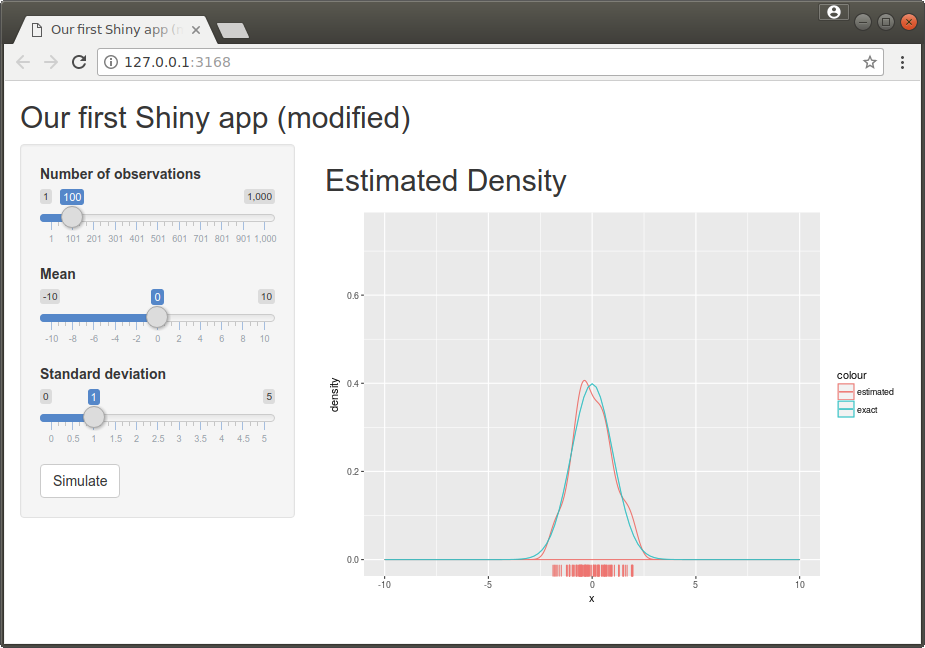 Our first Shiny app (m
127.0.0.1:3168
Our first Shiny app (modified)
Number of observations
1 100 1,000
1 101 201 301 401 501 601 701 801 901 1,000
Mean
-10 0 10
-10 -8 -6 -4 -2 0 2 4 6 8 10
Standard deviation
0 1 5
0 0.5 1 1.5 2 2.5 3 3.5 4 4.5 5
Simulate
Estimated Density
density
0.6
0.4
0.2
0.0
-10 -5 0 5 10
x
colour
estimated
exact